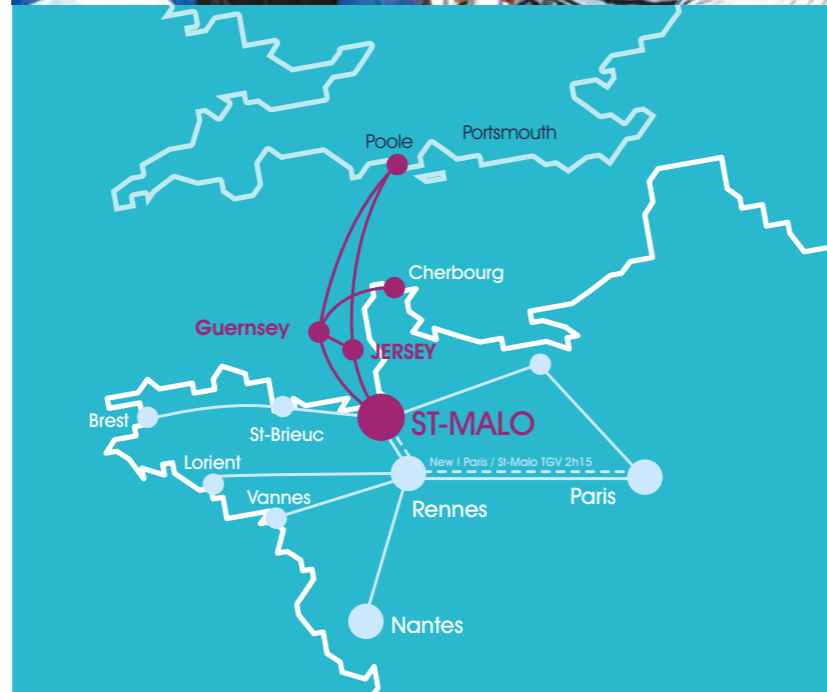 Portsmouth
Poole
Cherbourg
Guernsey
JERSEY
ST-MALO
Brest
St-Brieuc
Lorient
New ! Paris / St-Malo TGV 2h15
Vannes
Paris
Rennes
Nantes